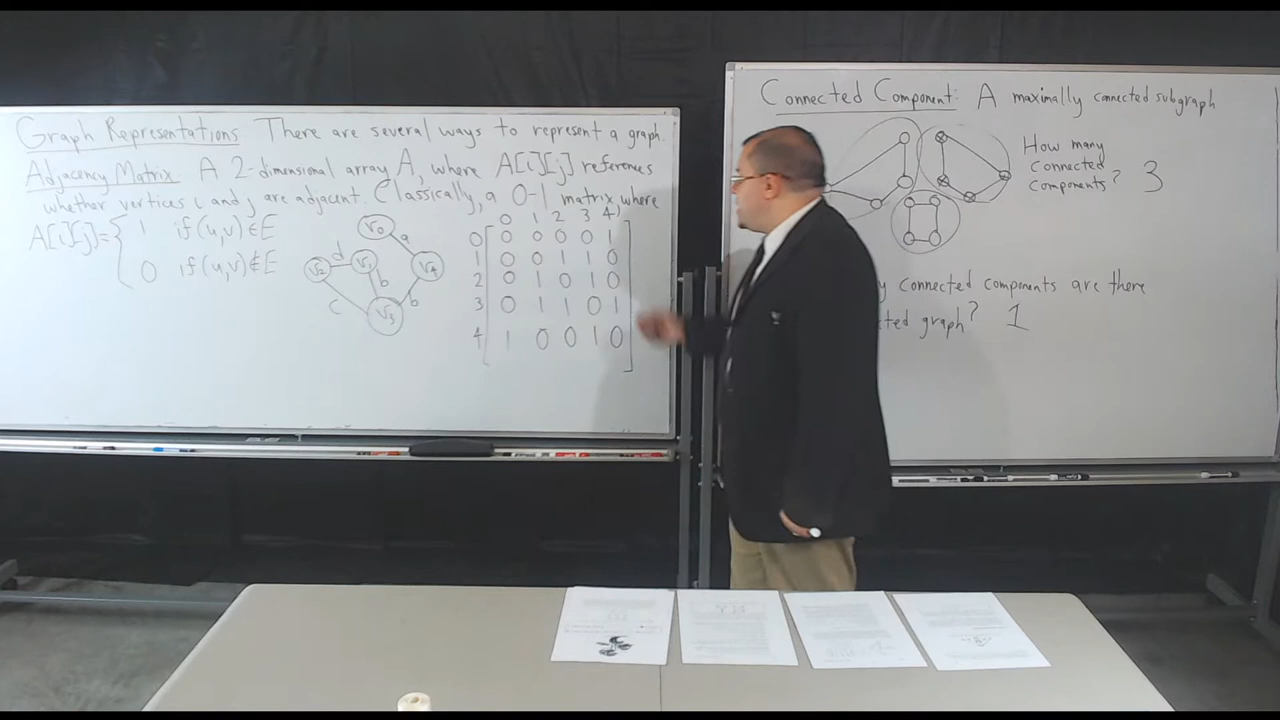 Graph Representations There are several ways to represent a graph.
Adjacency Matrix: A 2-dimensional array A, where A[i][j] references
whether vertices i and j are adjacent. Classically, a 0-1 matrix where
A[i][j]= { 1 if (u,v)∈E
0 if (u,v)∉E
V0
a
V2 d V1 V4
b b
c
V3
0 1 2 3 4
0 0 0 0 0 1
1 0 0 1 1 0
2 0 1 0 1 0
3 0 1 1 0 1
4 1 0 0 1 0
Connected Component: A maximally connected subgraph
How many
Connected
Components? 3
connected components are there
graph? 1